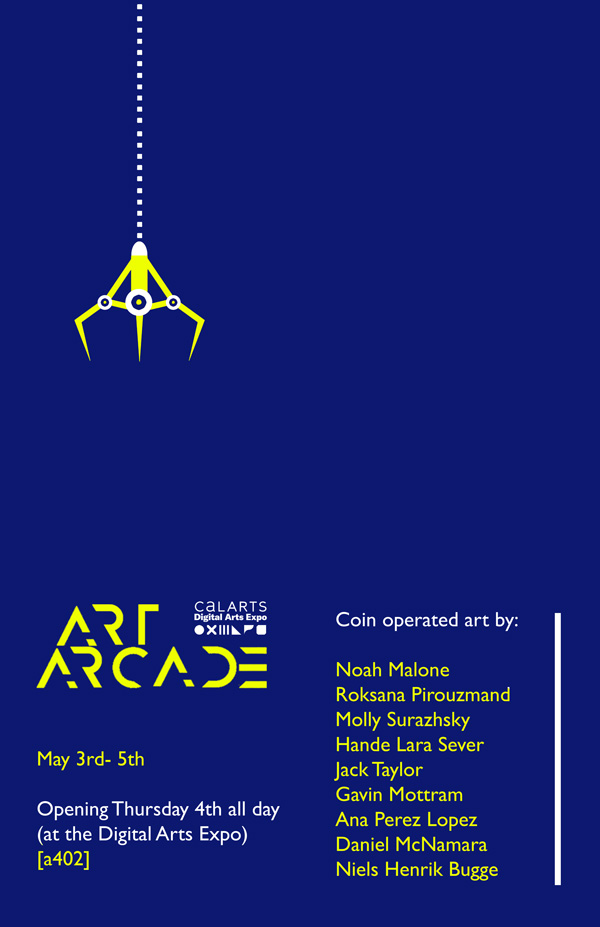 ART
ARCADE
CALARTS
Digital Arts Expo
May 3rd- 5th
Opening Thursday 4th all day
(at the Digital Arts Expo)
[a402]
Coin operated art by:
Noah Malone
Roksana Pirouzmand
Molly Surazhsky
Hande Lara Sever
Jack Taylor
Gavin Mottram
Ana Perez Lopez
Daniel McNamara
Niels Henrik Bugge